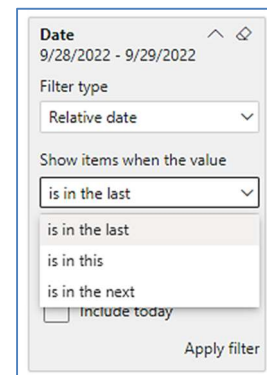 Date
9/28/2022 - 9/29/2022
Filter type
Relative date
Show items when the value
is in the last
is in the last
is in this
is in the next
Include today
Apply filter